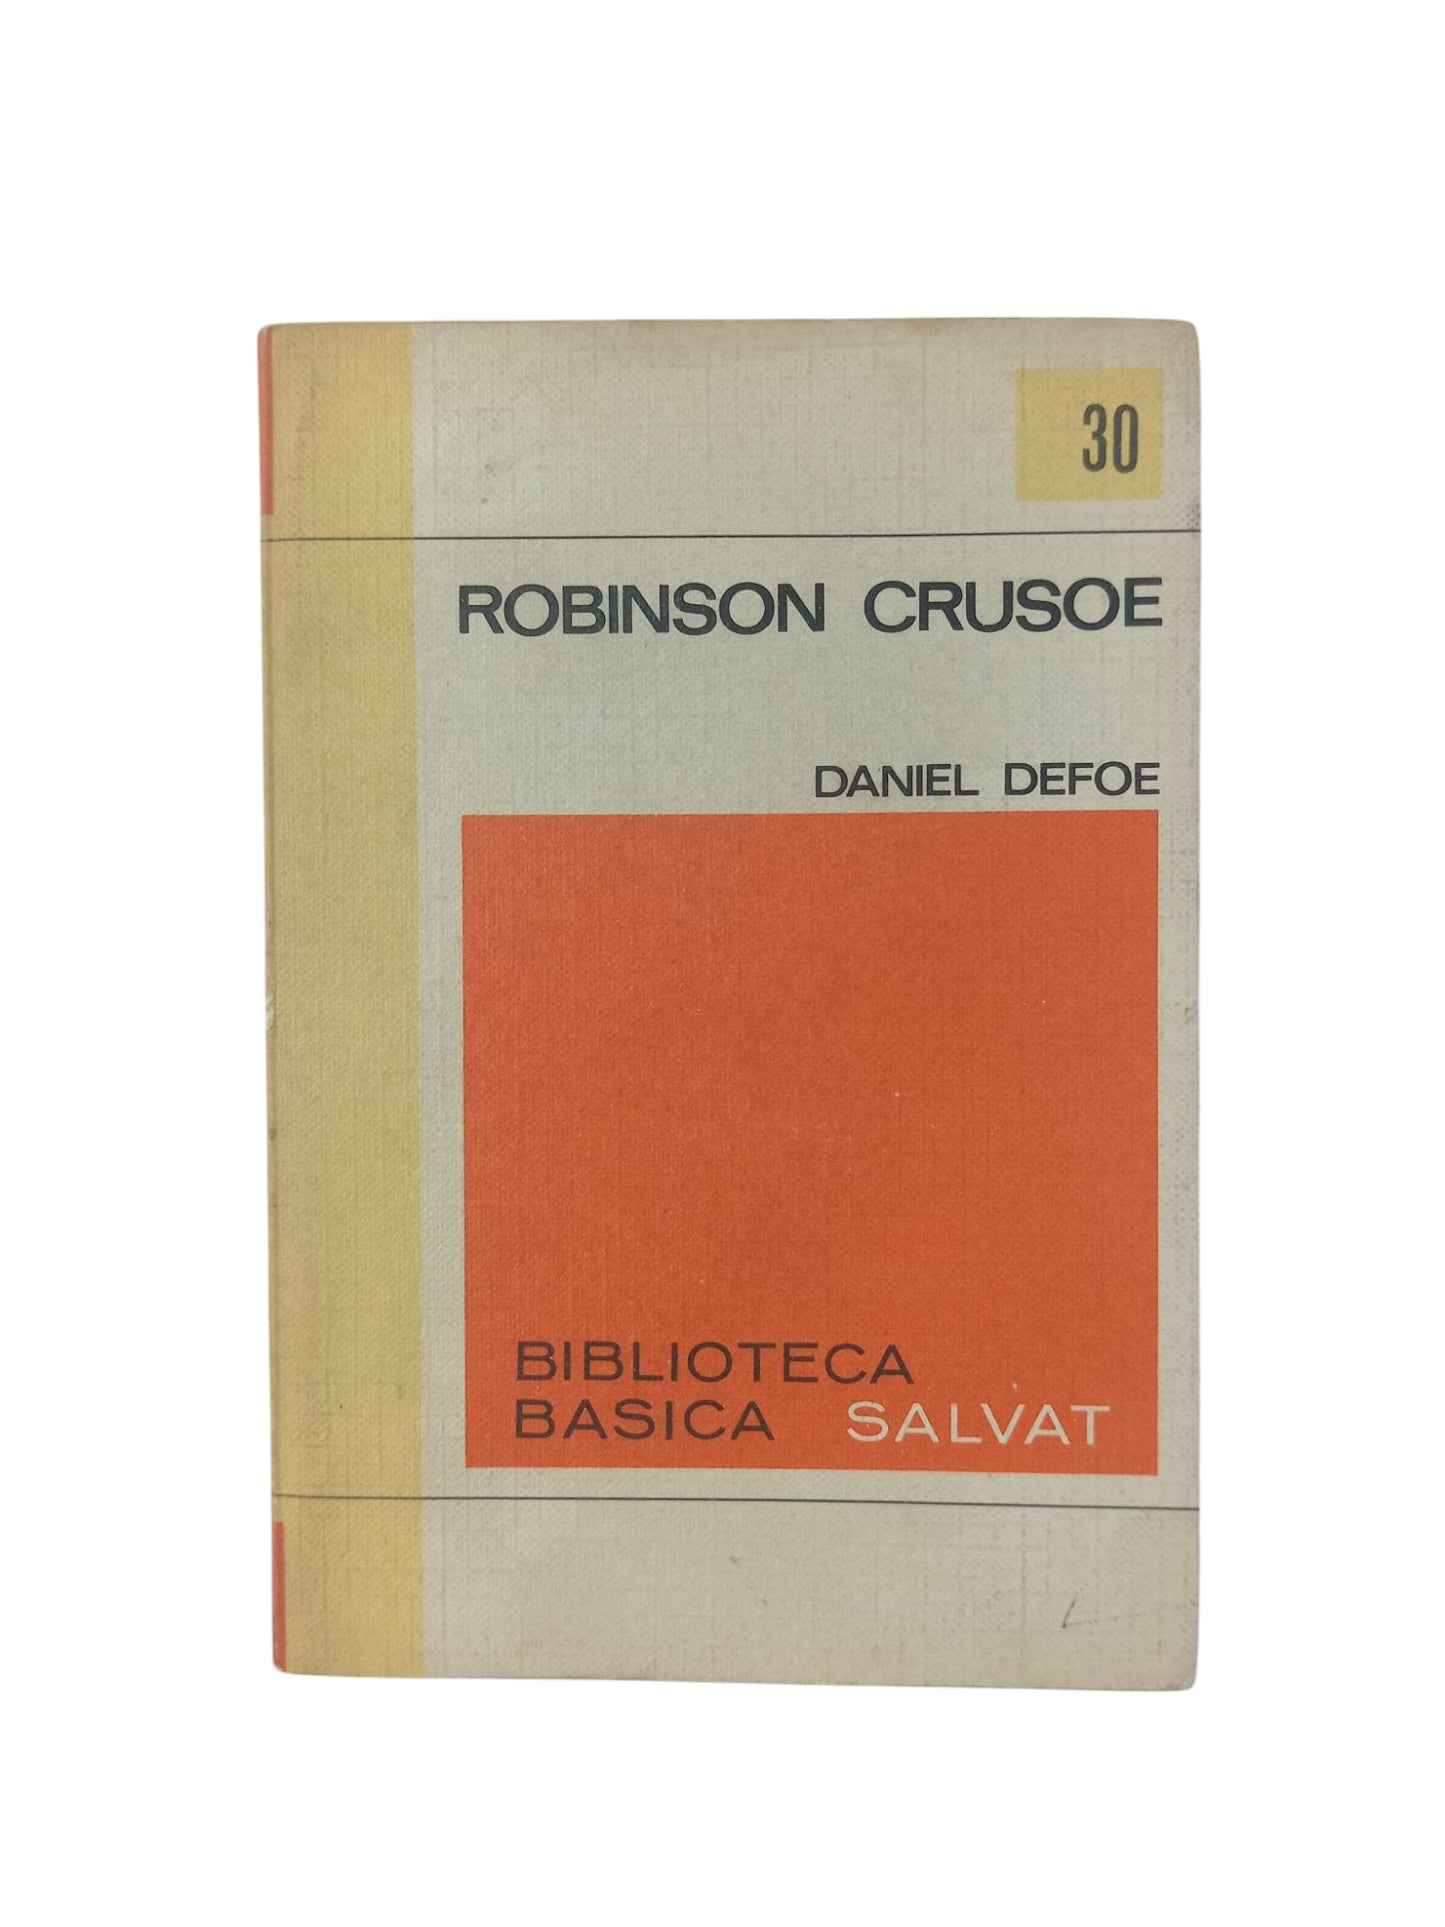 30
ROBINSON CRUSOE
DANIEL DEFOE
BIBLIOTECA
BASICA SALVAT